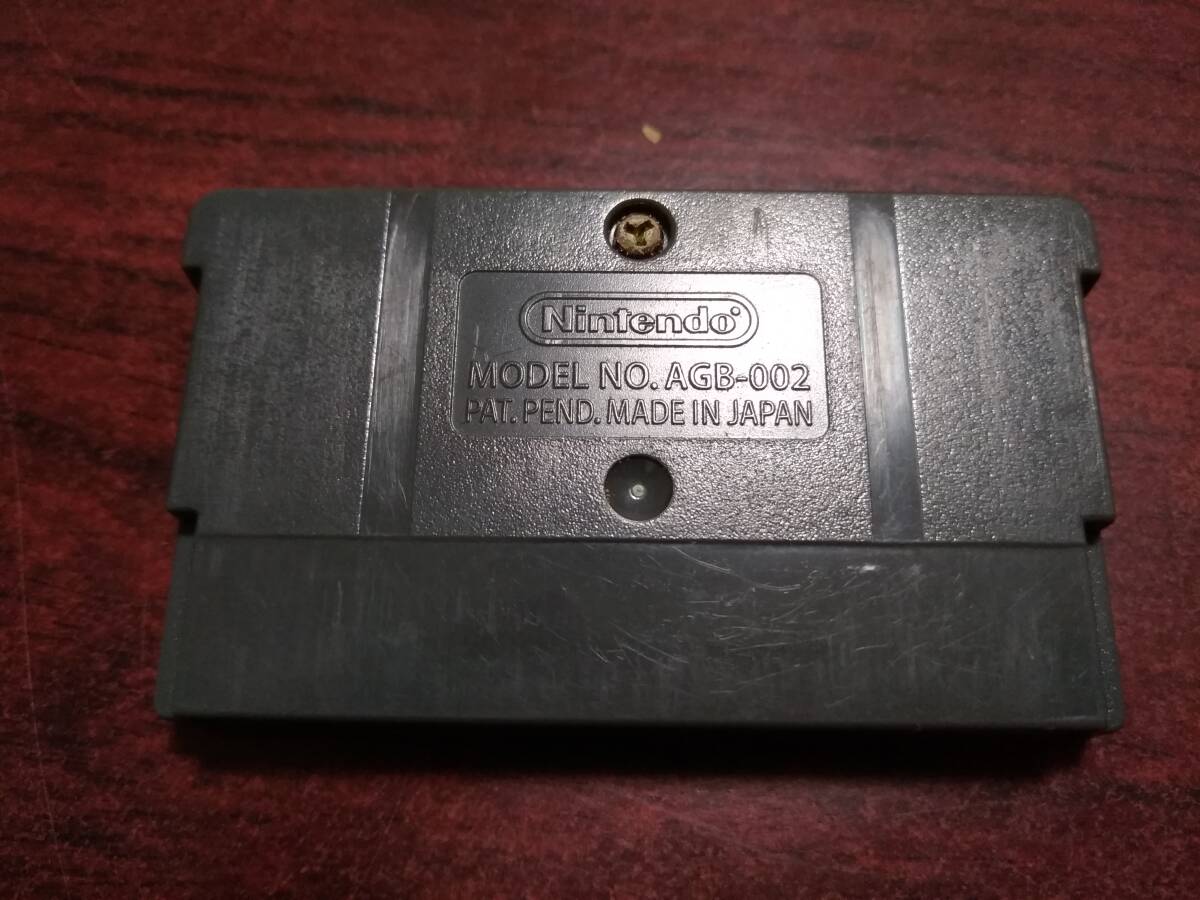 Nintendo
MODEL NO. AGB-002
PAT. PEND. MADE IN JAPAN